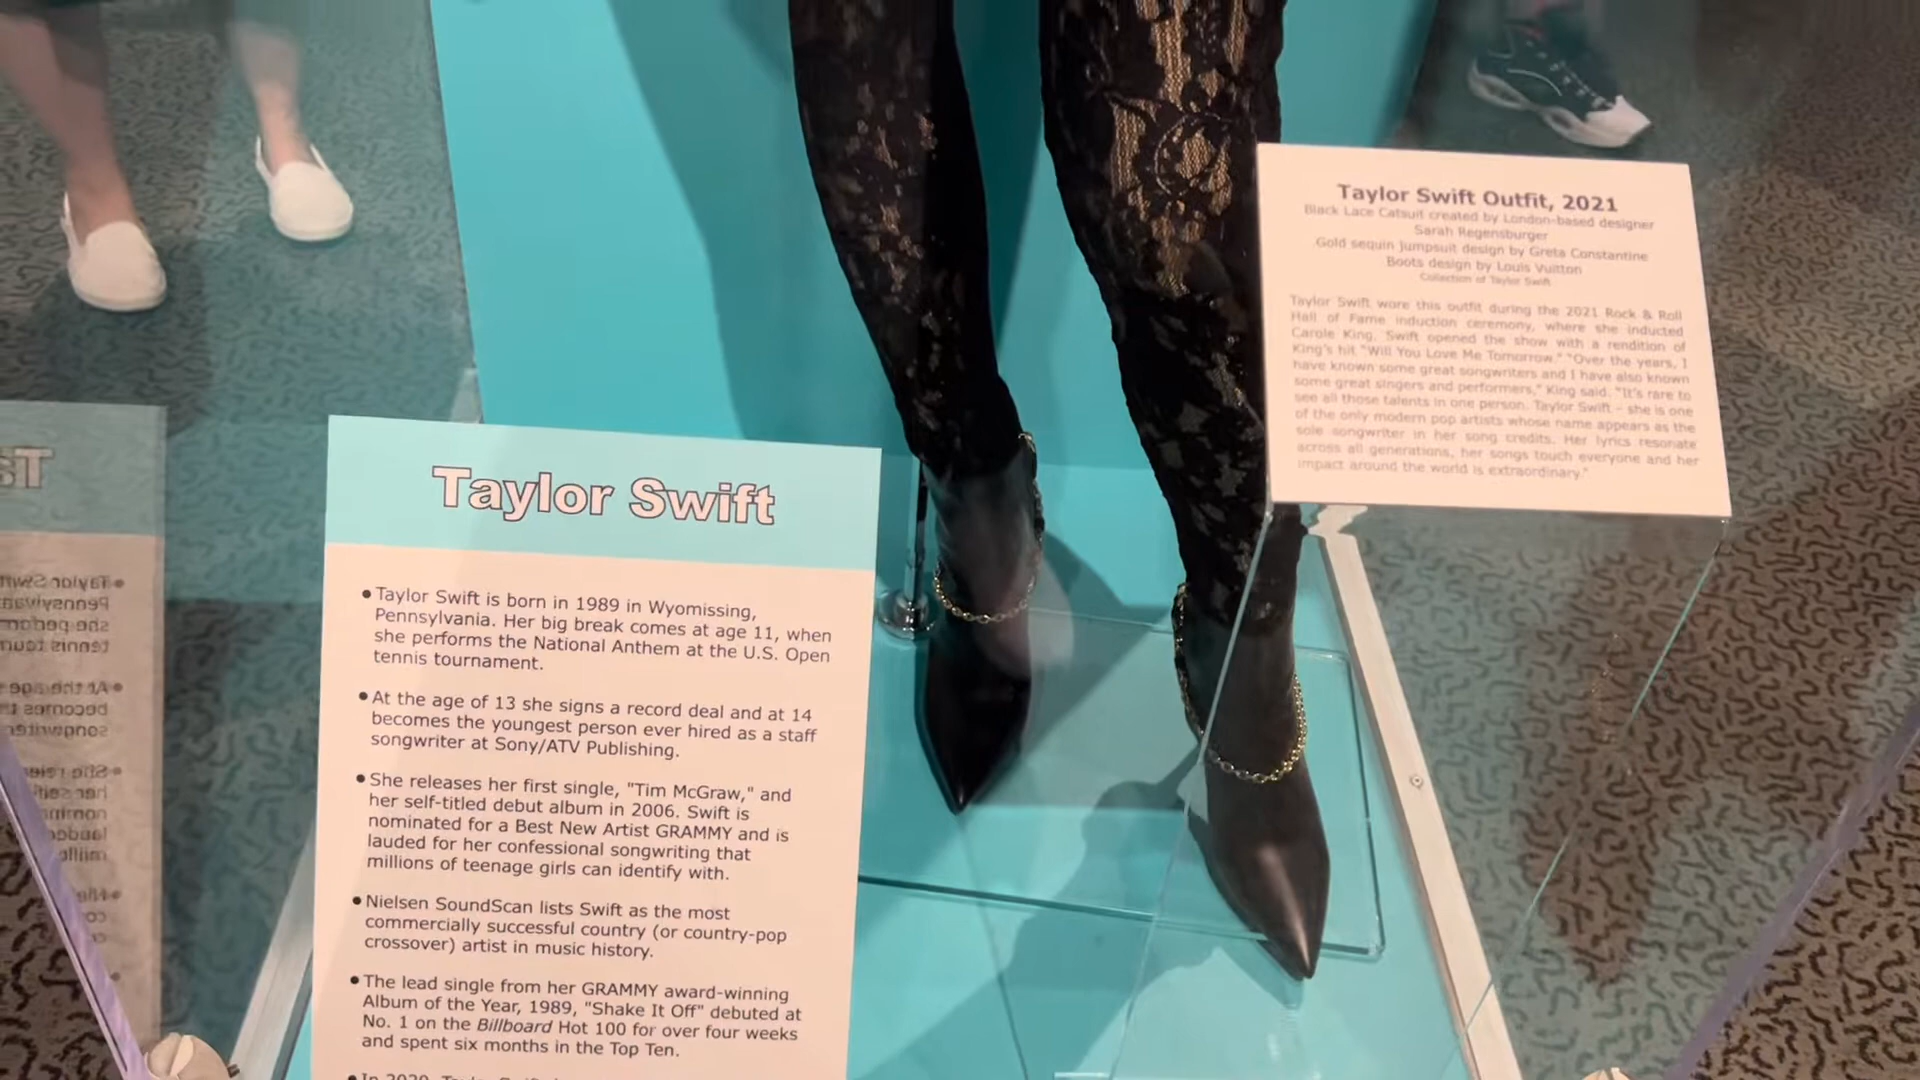 Taylor Swift
• Taylor Swift is born in 1989 in Wyomissing,
Pennsylvania. Her big break comes at age 11, when
she performs the National Anthem at the U.S. Open
tennis tournament.
• At the age of 13 she signs a record deal and at 14
becomes the youngest person ever hired as a staff
songwriter at Sony/ATV Publishing.
• She releases her first single, "Tim McGraw," and
her self-titled debut album in 2006. Swift is
nominated for a Best New Artist GRAMMY and is
lauded for her confessional songwriting that
millions of teenage girls can identify with.
• Nielsen SoundScan lists Swift as the most
commercially successful country (or country-pop
crossover) artist in music history.
• The lead single from her GRAMMY award-winning
Album of the Year, 1989, "Shake It Off" debuted at
No. 1 on the Billboard Hot 100 for over four weeks
and spent six months in the Top Ten.
Taylor Swift Outfit, 2021
Black Lace Catsuit created by London-based designer
Sarah Regensburger
Gold sequin jumpsuit design by Greta Constantine
Boots design by Louis Vuitton
Collection of Taylor Swift
Taylor Swift wore this outfit during the 2021 Rock & Roll
Hall of Fame induction ceremony, where she inducted
Carole King. Swift opened the show with a rendition of
King's hit "Will You Love Me Tomorrow." "Over the years, I
have known some great songwriters and I have also known
some great singers and performers," King said. "It's rare to
see all those talents in one person. Taylor Swift – she is one
of the only modern pop artists whose name appears as the
sole songwriter in her song credits. Her lyrics resonate
across all generations, her songs touch everyone and her
impact around the world is extraordinary."